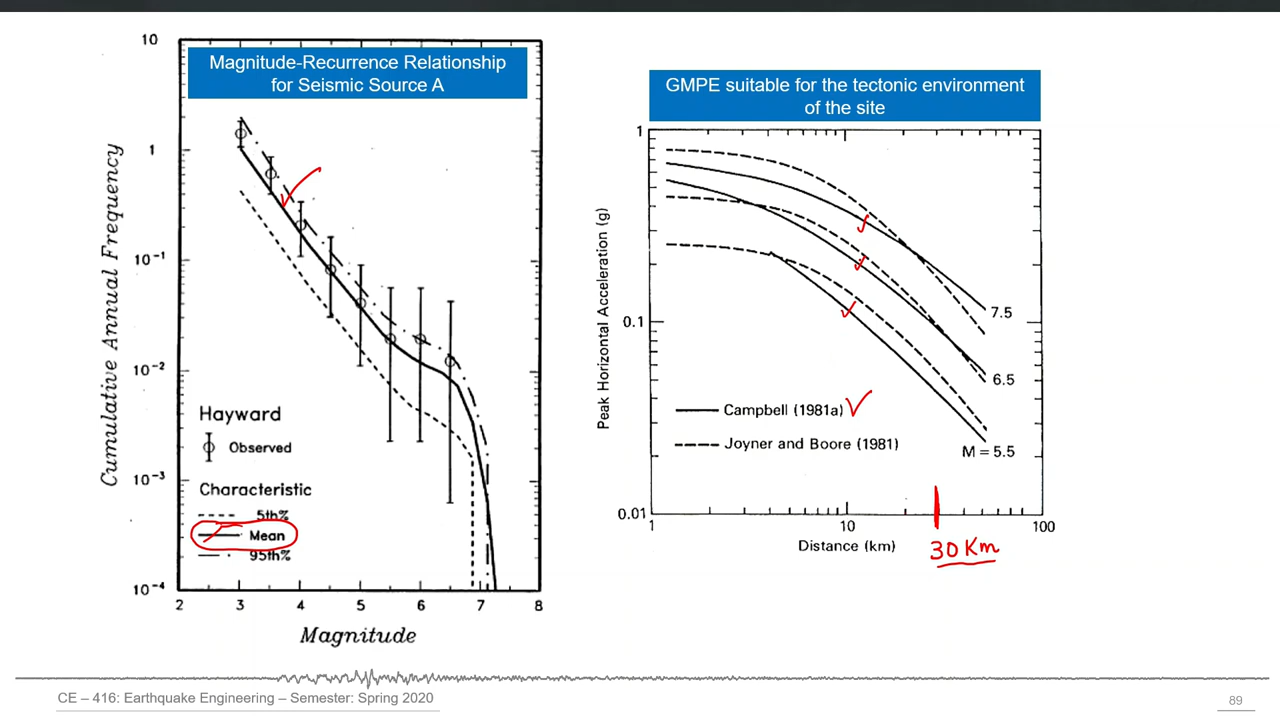 Magnitude-Recurrence Relationship
for Seismic Source A
10
1
10⁻¹
10⁻²
10⁻³
10⁻⁴
Cumulative Annual Frequency
Hayward
Observed
Characteristic
5th%
Mean
95th%
2 3 4 5 6 7 8
Magnitude
GMPE suitable for the tectonic environment
of the site
1
0.1
0.01
Peak Horizontal Acceleration (g)
7.5
6.5
M = 5.5
Campbell (1981a)
Joyner and Boore (1981)
1 10 100
Distance (km)
30 Km
CE – 416: Earthquake Engineering – Semester: Spring 2020
89